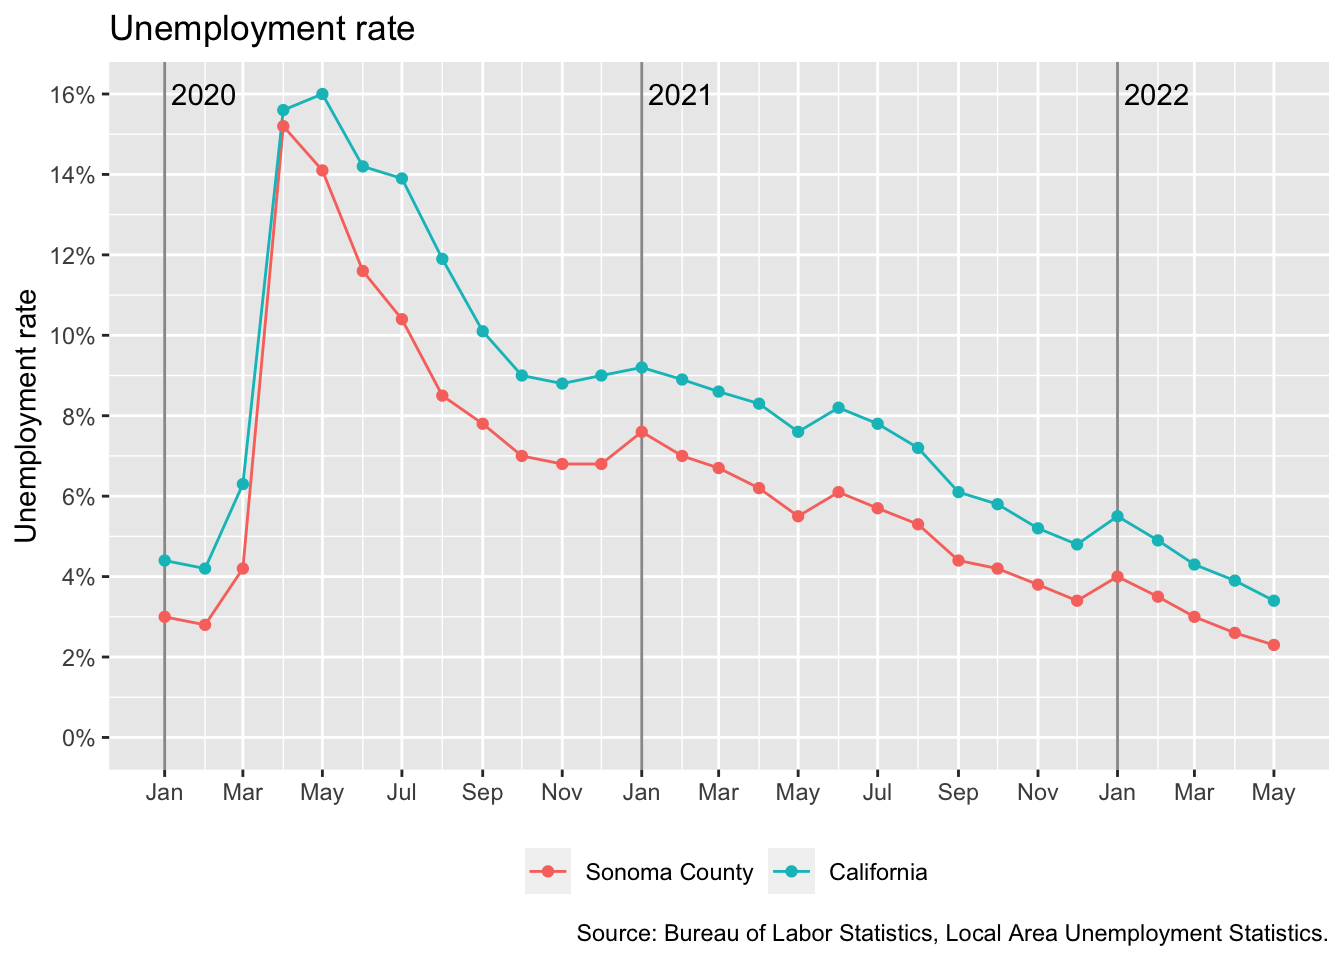 Unemployment rate
2020 2021 2022
Unemployment rate
16%
14%
12%
10%
8%
6%
4%
2%
0%
Jan Mar May Jul Sep Nov Jan Mar May Jul Sep Nov Jan Mar May
Sonoma County California
Source: Bureau of Labor Statistics, Local Area Unemployment Statistics.